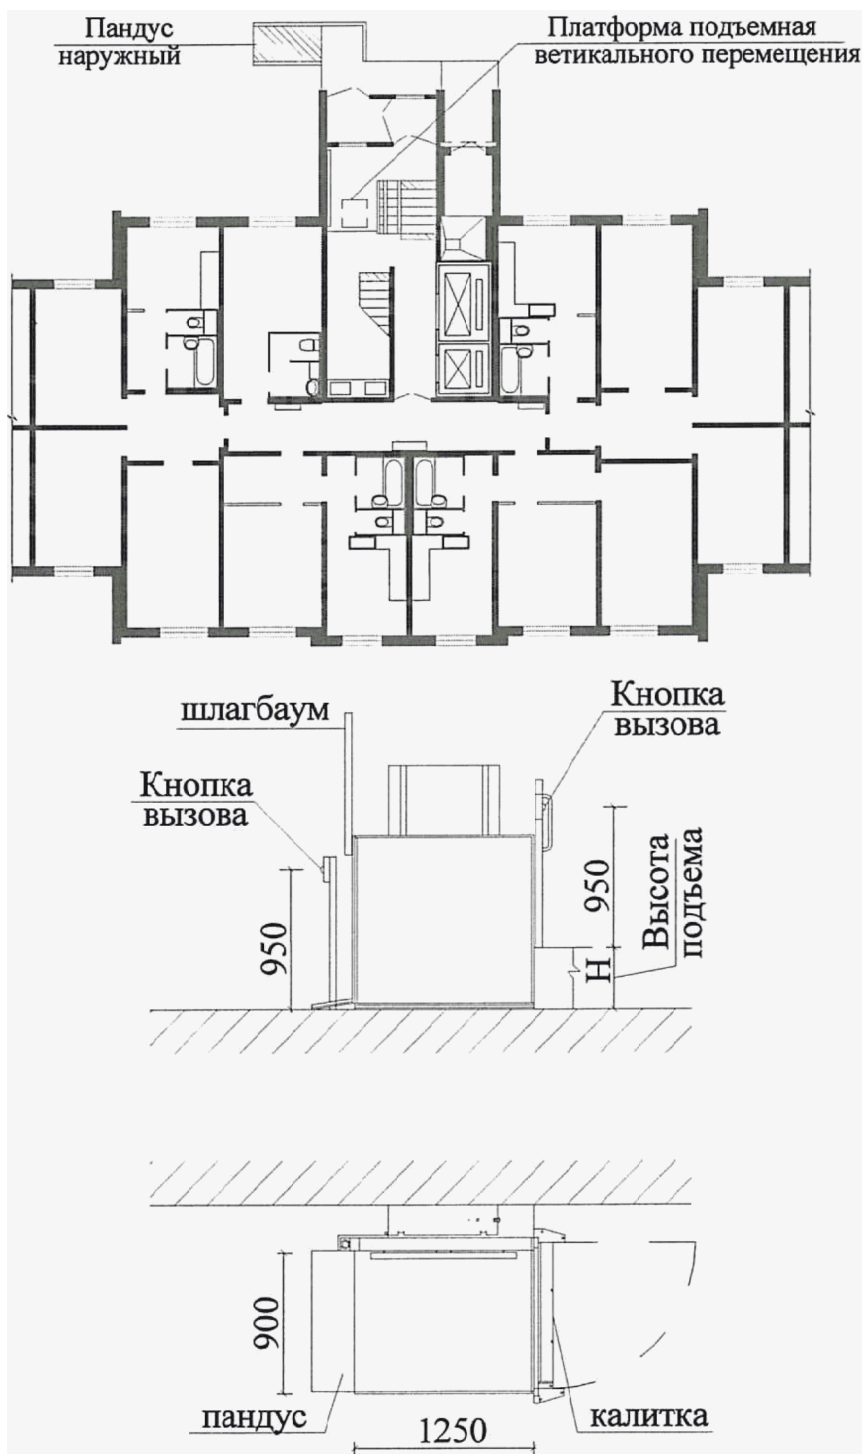 Пандус
наружный
Платформа подъемная
ветикального перемещения
шлагбаум
Кнопка
вызова
Кнопка
вызова
950
950
H
Высота
подъема
900
пандус
1250
калитка